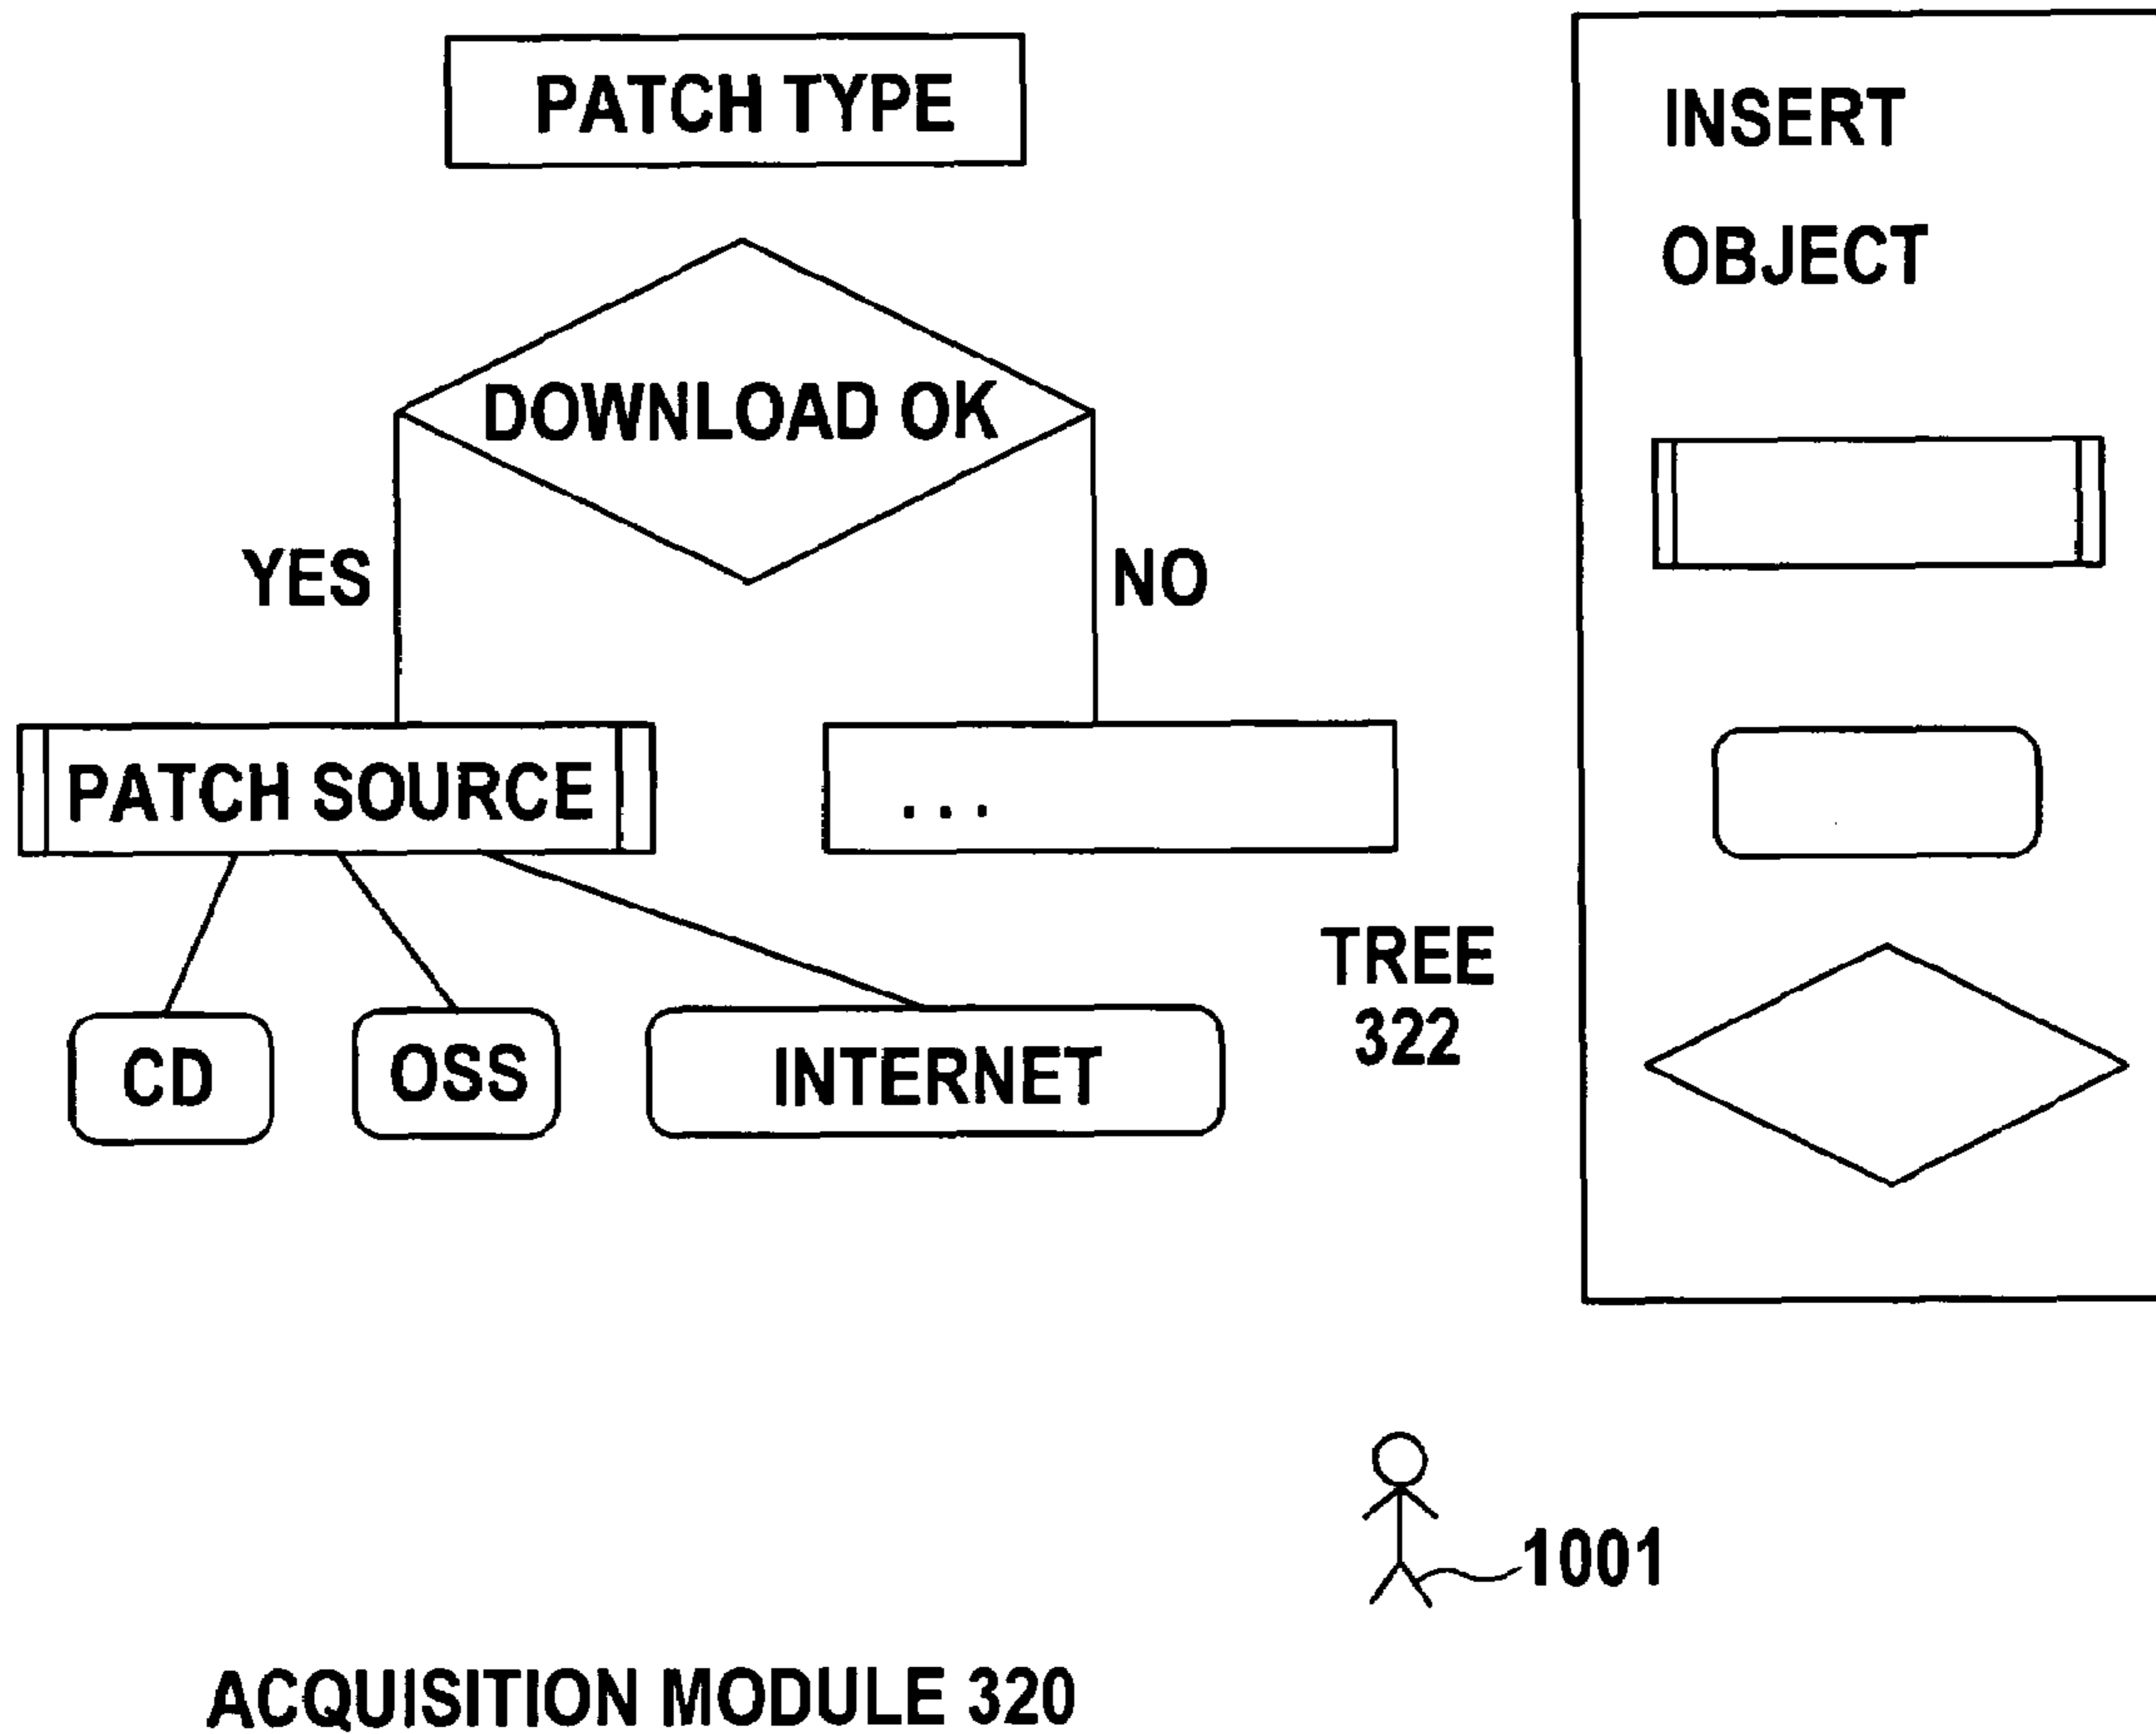 PATCH TYPE
INSERT
OBJECT
DOWNLOAD OK
YES
NO
PATCH SOURCE
...
TREE
322
CD
OSS
INTERNET
1001
ACQUISITION MODULE 320